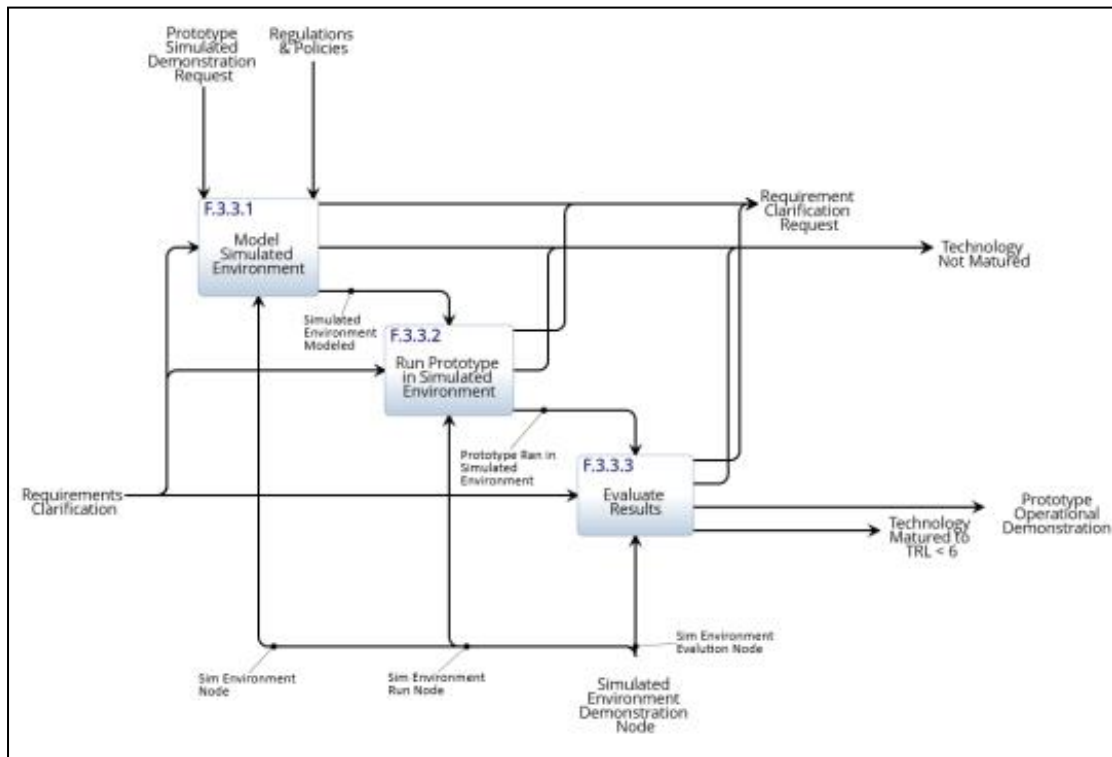 Prototype
Simulated
Demonstration
Request
Regulations
& Policies
F.3.3.1
Model
Simulated
Environment
Requirement
Clarification
Request
Technology
Not Matured
Simulated
Environment
Modeled
F.3.3.2
Run Prototype
in Simulated
Environment
Prototype Ran in
Simulated
Environment
F.3.3.3
Evaluate
Results
Requirements
Clarification
Prototype
Operational
Demonstration
Technology
Matured to
TRL < 6
Sim Environment
Evalution Node
Sim Environment
Node
Sim Environment
Run Node
Simulated
Environment
Demonstration
Node